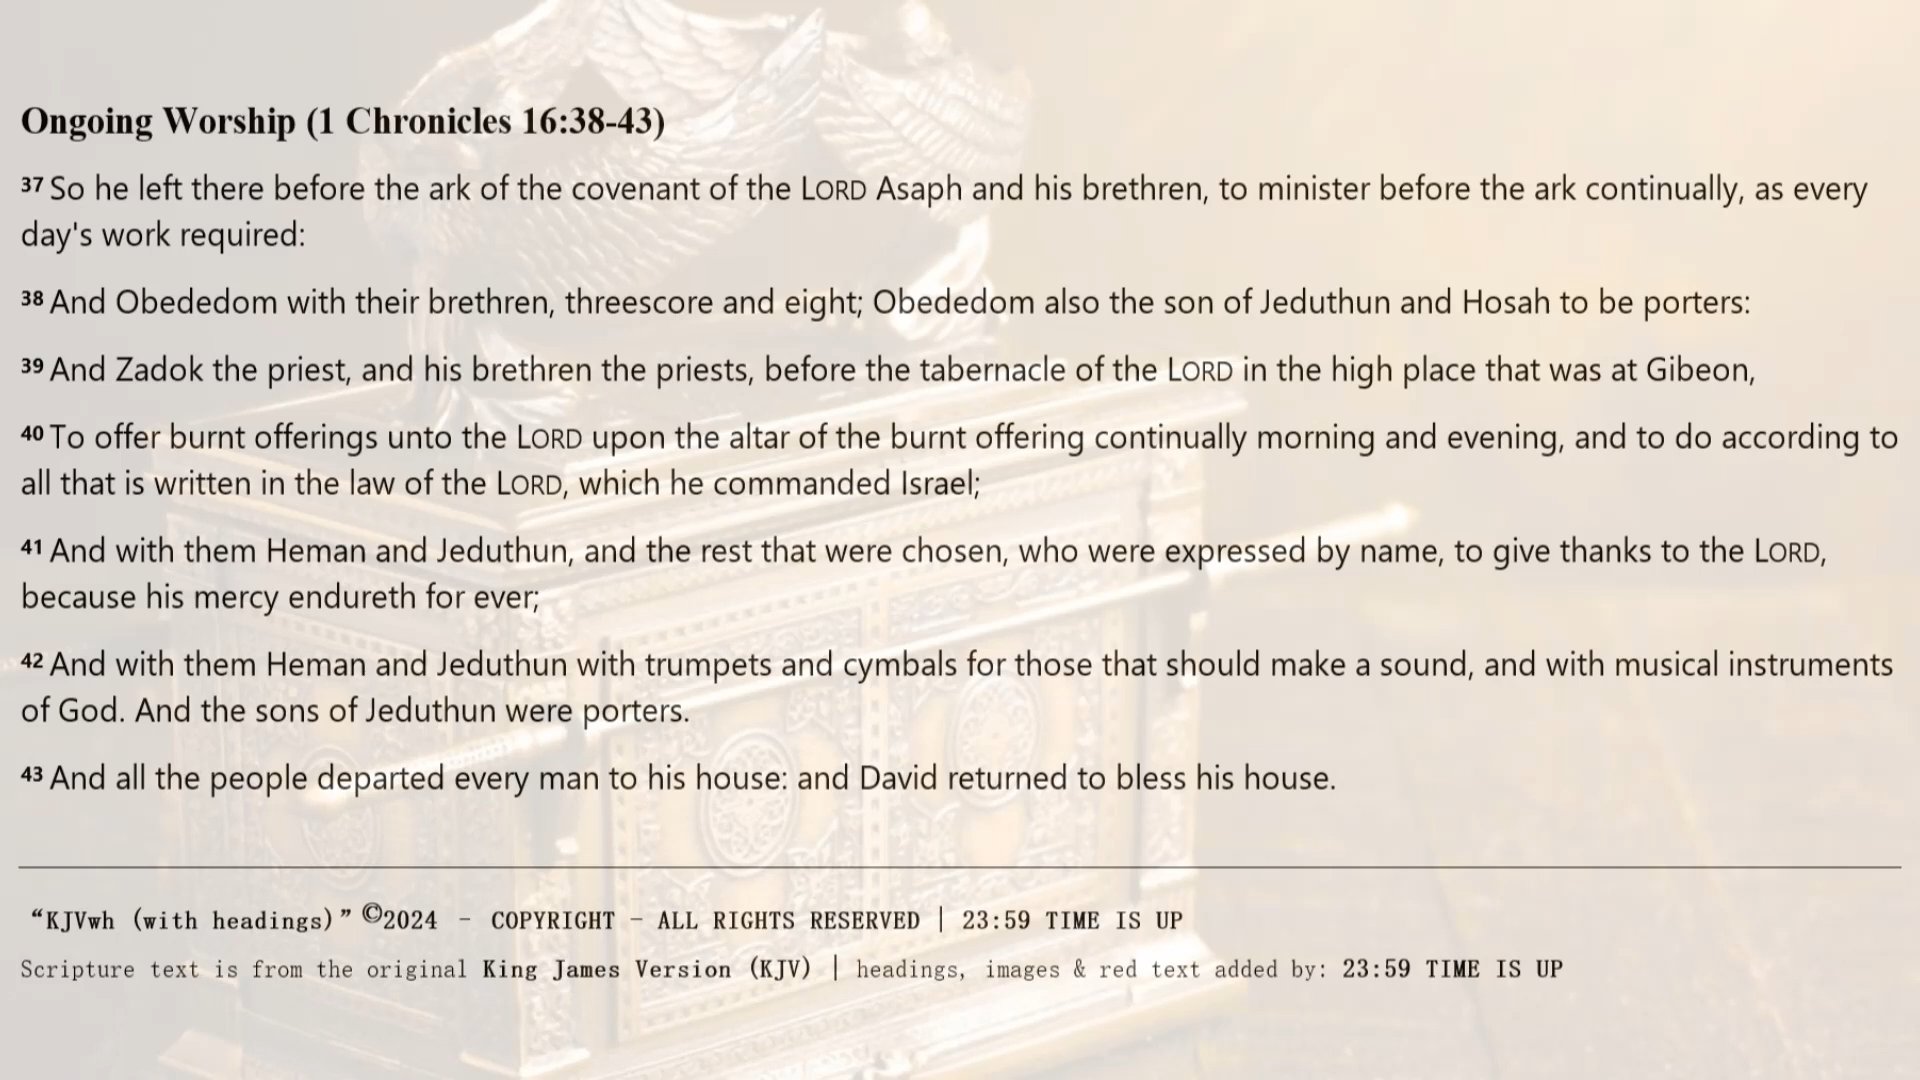 Ongoing Worship (1 Chronicles 16:38-43)
37 So he left there before the ark of the covenant of the LORD Asaph and his brethren, to minister before the ark continually, as every
day's work required:
38 And Obededom with their brethren, threescore and eight; Obededom also the son of Jeduthun and Hosah to be porters:
39 And Zadok the priest, and his brethren the priests, before the tabernacle of the LORD in the high place that was at Gibeon,
40 To offer burnt offerings unto the LORD upon the altar of the burnt offering continually morning and evening, and to do according to
all that is written in the law of the LORD, which he commanded Israel;
41 And with them Heman and Jeduthun, and the rest that were chosen, who were expressed by name, to give thanks to the LORD,
because his mercy endureth for ever;
42 And with them Heman and Jeduthun with trumpets and cymbals for those that should make a sound, and with musical instruments
of God. And the sons of Jeduthun were porters.
43 And all the people departed every man to his house: and David returned to bless his house.
“KJVwh (with headings)” ©2024 - COPYRIGHT - ALL RIGHTS RESERVED | 23:59 TIME IS UP
Scripture text is from the original King James Version (KJV) | headings, images & red text added by: 23:59 TIME IS UP